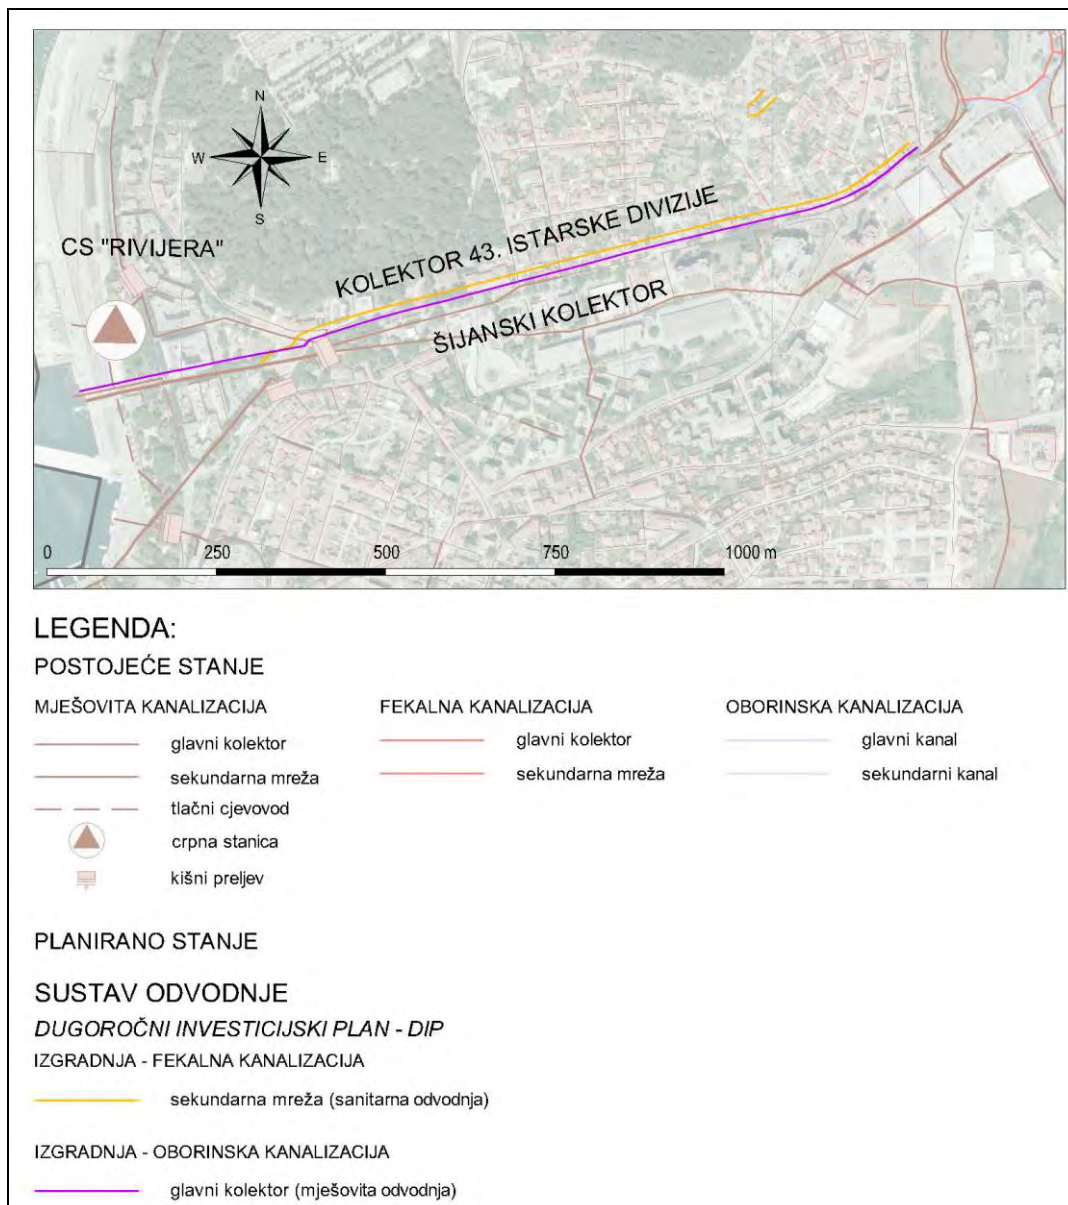 N
W E
S
CS "RIVIJERA"
KOLEKTOR 43. ISTARSKE DIVIZIJE
ŠIJANSKI KOLEKTOR
0 250 500 750 1000 m
LEGENDA:
POSTOJEĆE STANJE
MJEŠOVITA KANALIZACIJA
glavni kolektor
sekundarna mreža
tlačni cjevovod
crpna stanica
kišni preljev
FEKALNA KANALIZACIJA
glavni kolektor
sekundarna mreža
OBORINSKA KANALIZACIJA
glavni kanal
sekundarni kanal
PLANIRANO STANJE
SUSTAV ODVODNJE
DUGOROČNI INVESTICIJSKI PLAN - DIP
IZGRADNJA - FEKALNA KANALIZACIJA
sekundarna mreža (sanitarna odvodnja)
IZGRADNJA - OBORINSKA KANALIZACIJA
glavni kolektor (mješovita odvodnja)